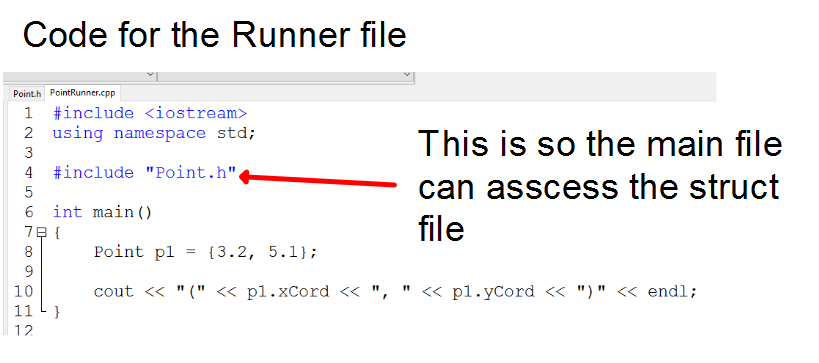 Code for the Runner file
Point.h PointRunner.cpp
1 #include <iostream>
2 using namespace std;
3
4 #include "Point.h"
5
6 int main()
7 {
8 Point p1 = {3.2, 5.1};
9
10 cout << "(" << p1.xCord << ", " << p1.yCord << ")" << endl;
11 }
12
This is so the main file
can asscess the struct
file